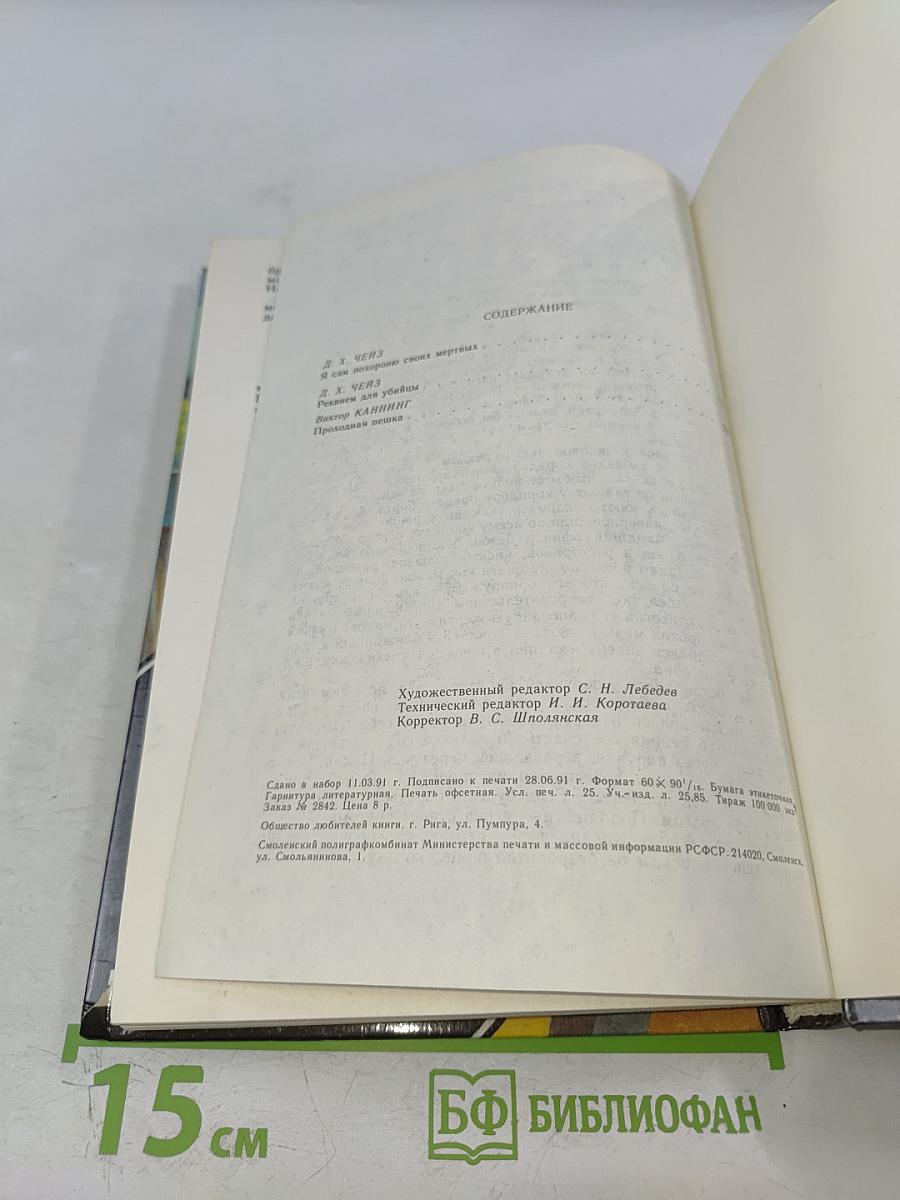 СОДЕРЖАНИЕ
Д. Х. ЧЕЙЗ
Я сам похороню своих мертвых . . . . . . . . . . . . . .
Д. Х. ЧЕЙЗ
Реквием для убийцы . . . . . . . . . . . . . . . . .
Виктор КАННИНГ
Проходная пешка . . . . . . . . . . . . . . . . . .
Художественный редактор С. Н. Лебедев
Технический редактор И. И. Коротаева
Корректор В. С. Шполянская
Сдано в набор 11.03.91 г. Подписано к печати 28.06.91 г. Формат 60×90¹/₁₆. Бумага этикеточная.
Гарнитура литературная. Печать офсетная. Усл. печ. л. 25. Уч.-изд. л. 25,85. Тираж 100 000 экз.
Заказ № 2842. Цена 8 р.
Общество любителей книги. г. Рига, ул. Пумпура, 4.
Смоленский полиграфкомбинат Министерства печати и массовой информации РСФСР. 214020, Смоленск,
ул. Смольянинова, 1.
15 см
БФ БИБЛИОФАН